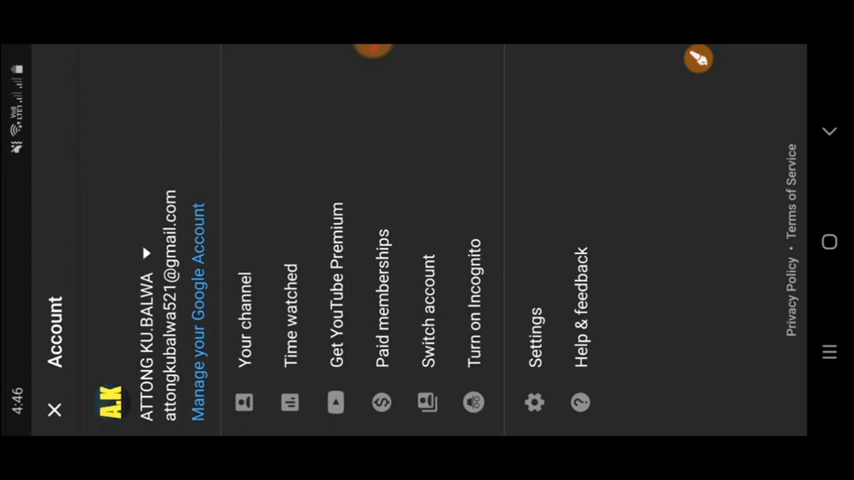 4:46
Account
A.K
ATTONG KU.BALWA
attongkubalwa521@gmail.com
Manage your Google Account
Your channel
Time watched
Get YouTube Premium
Paid memberships
Switch account
Turn on Incognito
Settings
Help & feedback
Privacy Policy • Terms of Service